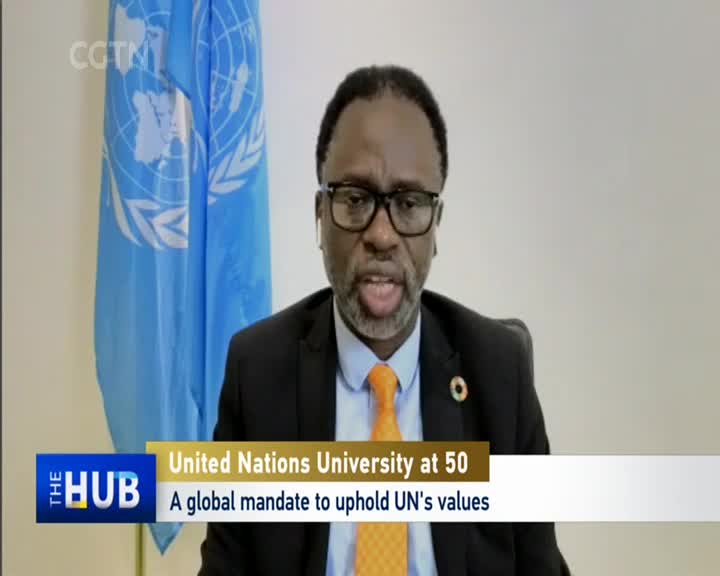 CGTN
THE HUB
United Nations University at 50
A global mandate to uphold UN's values